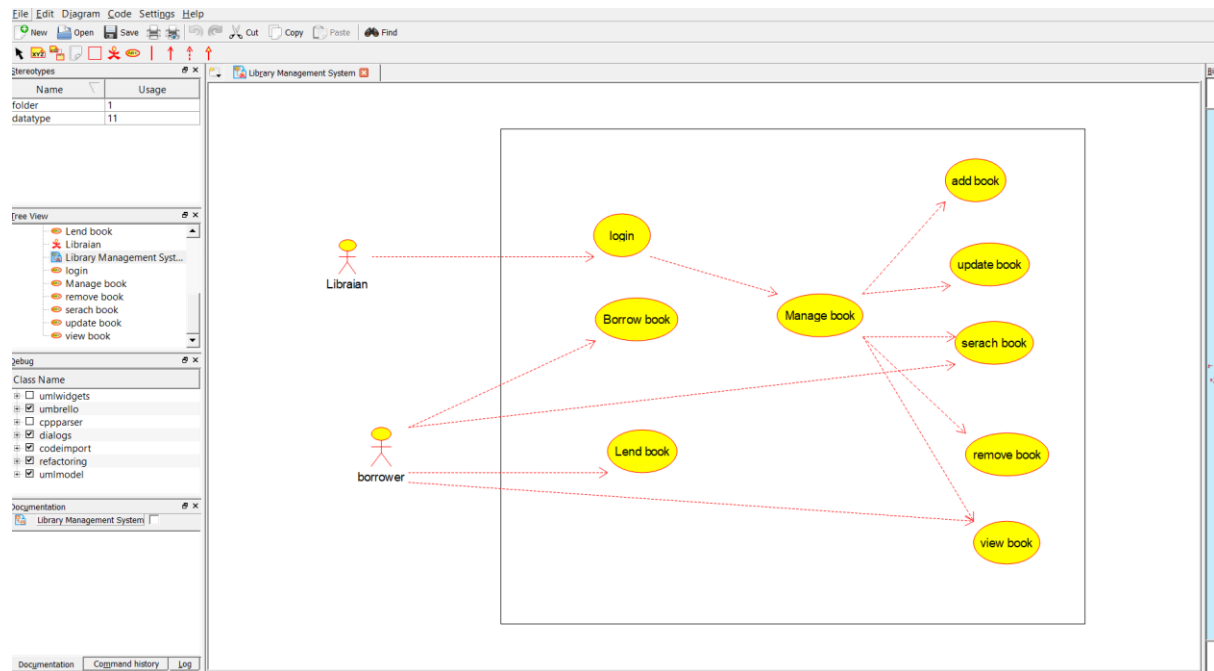 File Edit Diagram Code Settings Help
New Open Save Cut Copy Paste Find
Stereotypes
Name Usage
folder 1
datatype 11
Tree View
Lend book
Libraian
Library Management Syst...
login
Manage book
remove book
serach book
update book
view book
Debug
Class Name
umlwidgets
umbrello
cppparser
dialogs
codeimport
refactoring
umlmodel
Documentation
Library Management System
Documentation Command history Log
Library Management System
add book
login
update book
Libraian
Borrow book
Manage book
serach book
Lend book
remove book
borrower
view book